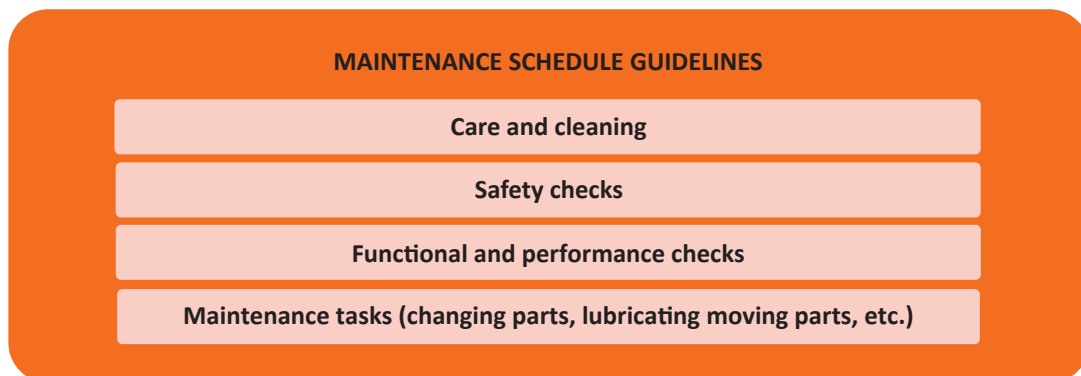 MAINTENANCE SCHEDULE GUIDELINES
Care and cleaning
Safety checks
Functional and performance checks
Maintenance tasks (changing parts, lubricating moving parts, etc.)